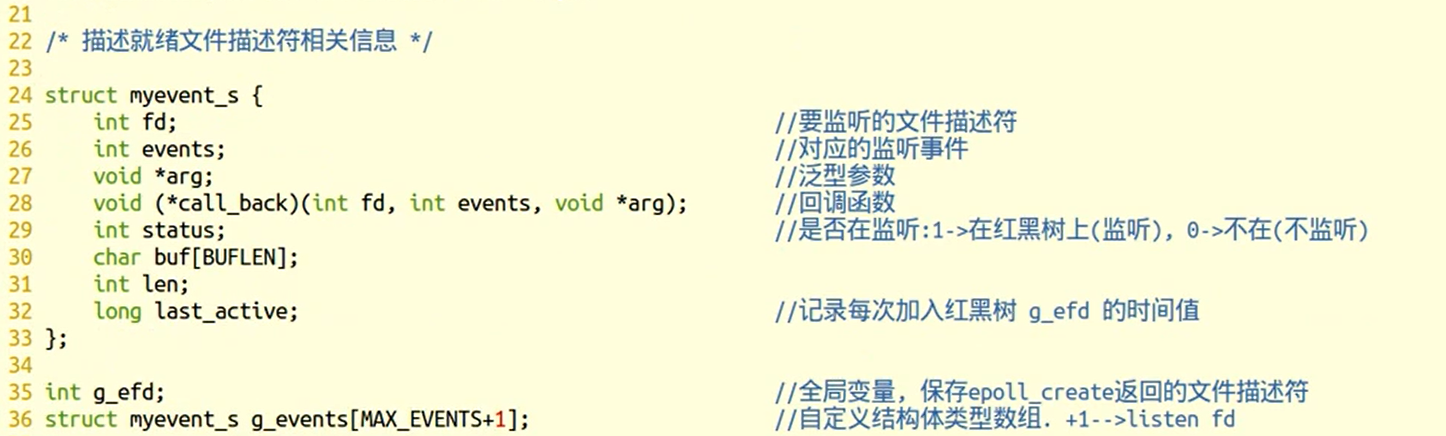 21
22 /* 描述就绪文件描述符相关信息 */
23
24 struct myevent_s {
25     int fd;                                                 //要监听的文件描述符
26     int events;                                             //对应的监听事件
27     void *arg;                                              //泛型参数
28     void (*call_back)(int fd, int events, void *arg);       //回调函数
29     int status;                                             //是否在监听:1->在红黑树上(监听), 0->不在(不监听)
30     char buf[BUFLEN];
31     int len;
32     long last_active;                                       //记录每次加入红黑树 g_efd 的时间值
33 };
34
35 int g_efd;                                                  //全局变量, 保存epoll_create返回的文件描述符
36 struct myevent_s g_events[MAX_EVENTS+1];                    //自定义结构体类型数组. +1-->listen fd